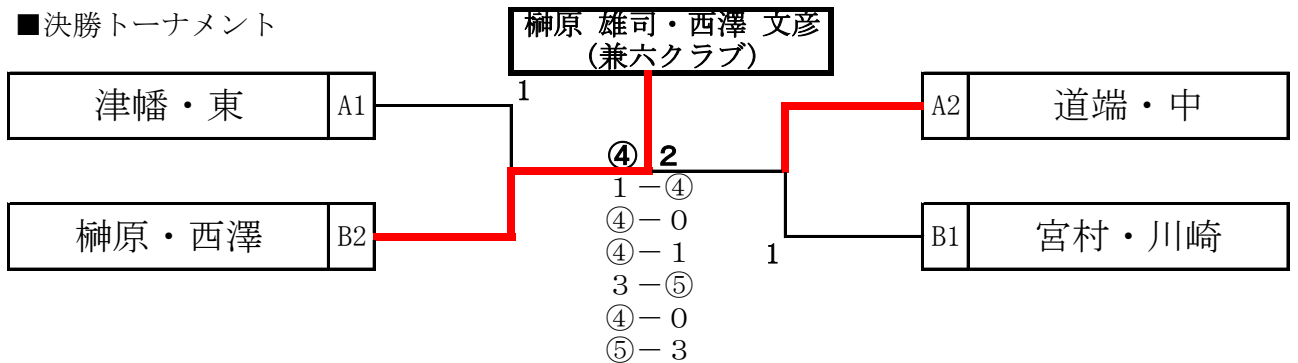 ■決勝トーナメント
榊原 雄司・西澤 文彦
(兼六クラブ)
津幡・東 A1
1
A2 道端・中
④ 2
1－④
④－0
④－1
3－⑤
④－0
⑤－3
榊原・西澤 B2
1
B1 宮村・川崎